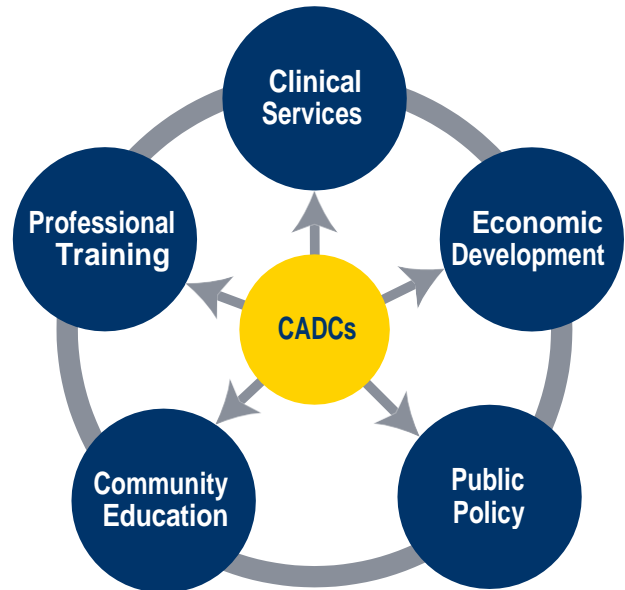 Clinical
Services
Professional
Training
Economic
Development
CADCs
Community
Education
Public
Policy